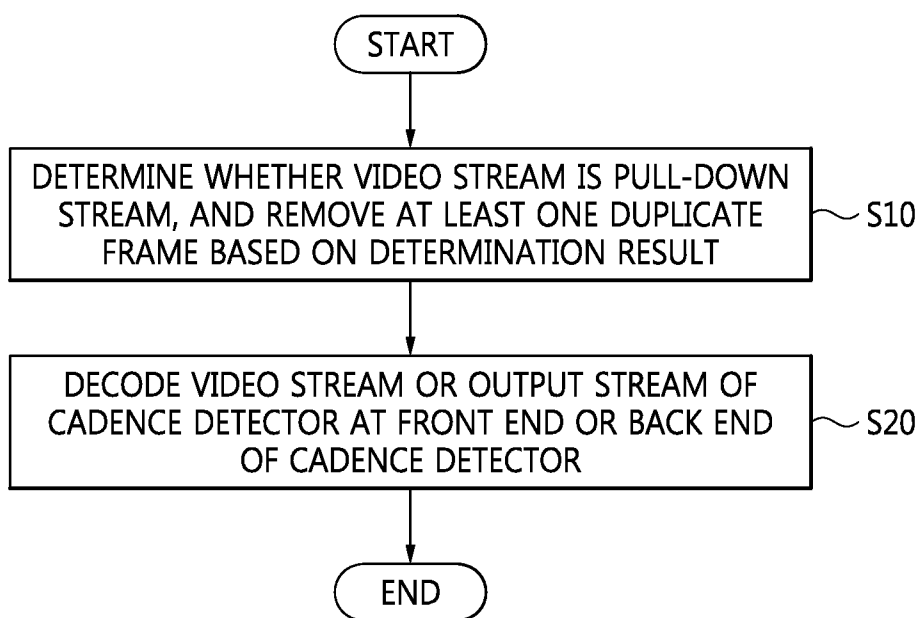 START
DETERMINE WHETHER VIDEO STREAM IS PULL-DOWN
STREAM, AND REMOVE AT LEAST ONE DUPLICATE
FRAME BASED ON DETERMINATION RESULT
S10
DECODE VIDEO STREAM OR OUTPUT STREAM OF
CADENCE DETECTOR AT FRONT END OR BACK END
OF CADENCE DETECTOR
S20
END